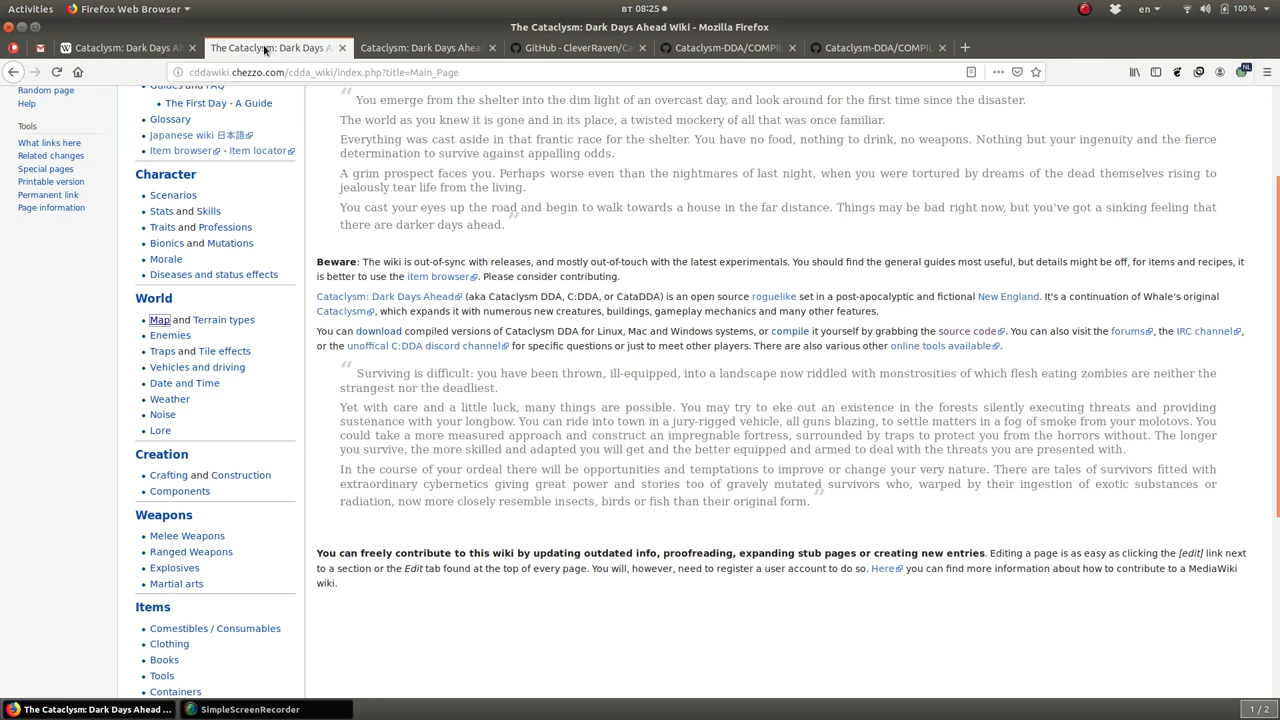 Activities Firefox Web Browser вт 08:25 en 100 %
The Cataclysm: Dark Days Ahead Wiki - Mozilla Firefox
Cataclysm: Dark Days Al The Cataclysm: Dark Days A Cataclysm: Dark Days Ahea GitHub - CleverRaven/Ca Cataclysm-DDA/COMPIL Cataclysm-DDA/COMPIL
cddawiki.chezzo.com/cdda_wiki/index.php?title=Main_Page
Random page
Help
Tools
What links here
Related changes
Special pages
Printable version
Permanent link
Page information
Guides and FAQ
The First Day - A Guide
Glossary
Japanese wiki 日本語
Item browser - Item locator
Character
Scenarios
Stats and Skills
Traits and Professions
Bionics and Mutations
Morale
Diseases and status effects
World
Map and Terrain types
Enemies
Traps and Tile effects
Vehicles and driving
Date and Time
Weather
Noise
Lore
Creation
Crafting and Construction
Components
Weapons
Melee Weapons
Ranged Weapons
Explosives
Martial arts
Items
Comestibles / Consumables
Clothing
Books
Tools
Containers
“ You emerge from the shelter into the dim light of an overcast day, and look around for the first time since the disaster.
The world as you knew it is gone and in its place, a twisted mockery of all that was once familiar.
Everything was cast aside in that frantic race for the shelter. You have no food, nothing to drink, no weapons. Nothing but your ingenuity and the fierce
determination to survive against appalling odds.
A grim prospect faces you. Perhaps worse even than the nightmares of last night, when you were tortured by dreams of the dead themselves rising to
jealously tear life from the living.
You cast your eyes up the road and begin to walk towards a house in the far distance. Things may be bad right now, but you've got a sinking feeling that
there are darker days ahead. ”
Beware: The wiki is out-of-sync with releases, and mostly out-of-touch with the latest experimentals. You should find the general guides most useful, but details might be off, for items and recipes, it
is better to use the item browser. Please consider contributing.
Cataclysm: Dark Days Ahead (aka Cataclysm DDA, C:DDA, or CataDDA) is an open source roguelike set in a post-apocalyptic and fictional New England. It's a continuation of Whale's original
Cataclysm, which expands it with numerous new creatures, buildings, gameplay mechanics and many other features.
You can download compiled versions of Cataclysm DDA for Linux, Mac and Windows systems, or compile it yourself by grabbing the source code. You can also visit the forums, the IRC channel,
or the unoffical C:DDA discord channel for specific questions or just to meet other players. There are also various other online tools available.
“ Surviving is difficult: you have been thrown, ill-equipped, into a landscape now riddled with monstrosities of which flesh eating zombies are neither the
strangest nor the deadliest.
Yet with care and a little luck, many things are possible. You may try to eke out an existence in the forests silently executing threats and providing
sustenance with your longbow. You can ride into town in a jury-rigged vehicle, all guns blazing, to settle matters in a fog of smoke from your molotovs. You
could take a more measured approach and construct an impregnable fortress, surrounded by traps to protect you from the horrors without. The longer
you survive, the more skilled and adapted you will get and the better equipped and armed to deal with the threats you are presented with.
In the course of your ordeal there will be opportunities and temptations to improve or change your very nature. There are tales of survivors fitted with
extraordinary cybernetics giving great power and stories too of gravely mutated survivors who, warped by their ingestion of exotic substances or
radiation, now more closely resemble insects, birds or fish than their original form. ”
You can freely contribute to this wiki by updating outdated info, proofreading, expanding stub pages or creating new entries. Editing a page is as easy as clicking the [edit] link next
to a section or the Edit tab found at the top of every page. You will, however, need to register a user account to do so. Here you can find more information about how to contribute to a MediaWiki
wiki.
The Cataclysm: Dark Days Ahead ... SimpleScreenRecorder 1 / 2